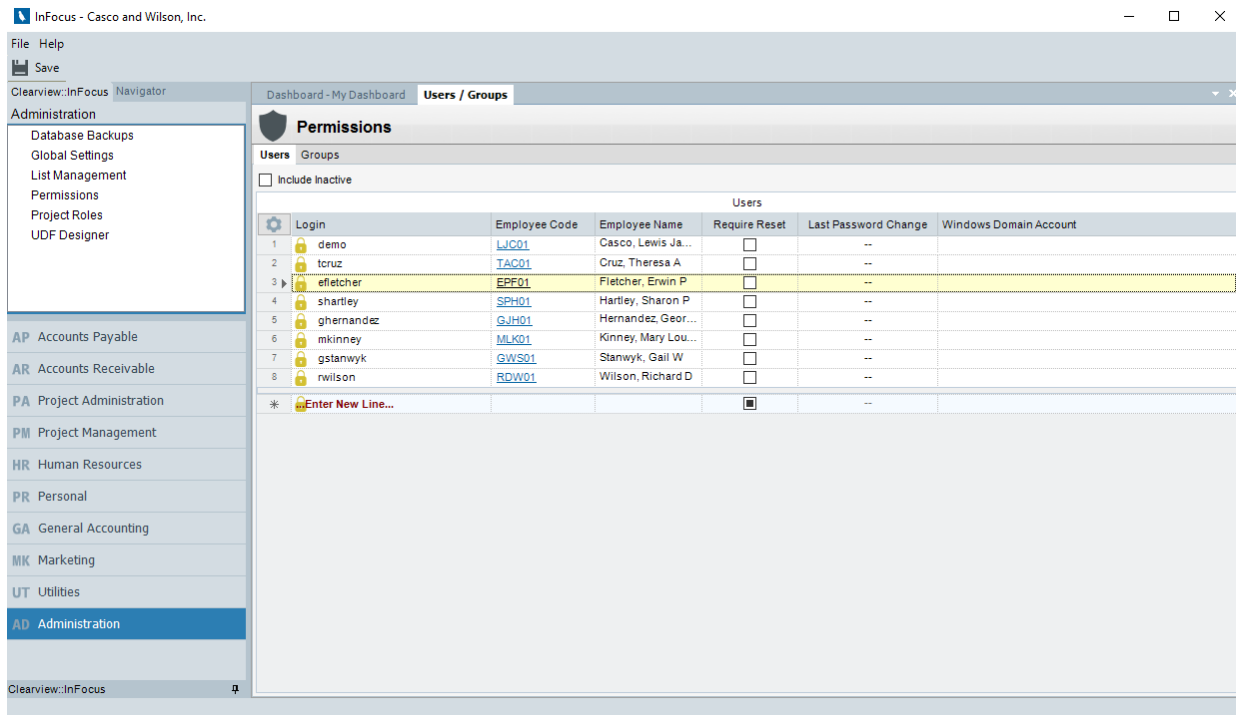 InFocus - Casco and Wilson, Inc.
File Help
Save
Clearview::InFocus Navigator
Administration
Database Backups
Global Settings
List Management
Permissions
Project Roles
UDF Designer
AP Accounts Payable
AR Accounts Receivable
PA Project Administration
PM Project Management
HR Human Resources
PR Personal
GA General Accounting
MK Marketing
UT Utilities
AD Administration
Clearview::InFocus
Dashboard - My Dashboard Users / Groups
Permissions
Users Groups
Include Inactive
Users
Login Employee Code Employee Name Require Reset Last Password Change Windows Domain Account
1 demo LJC01 Casco, Lewis Ja... --
2 tcruz TAC01 Cruz, Theresa A --
3 efletcher EPF01 Fletcher, Erwin P --
4 shartley SPH01 Hartley, Sharon P --
5 ghernandez GJH01 Hernandez, Geor... --
6 mkinney MLK01 Kinney, Mary Lou... --
7 gstanwyk GWS01 Stanwyk, Gail W --
8 rwilson RDW01 Wilson, Richard D --
...Enter New Line... --